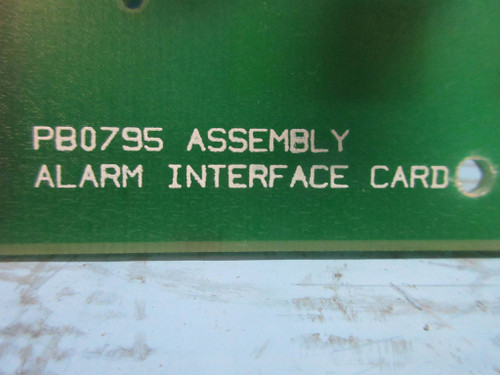 PB0795 ASSEMBLY
ALARM INTERFACE CARD